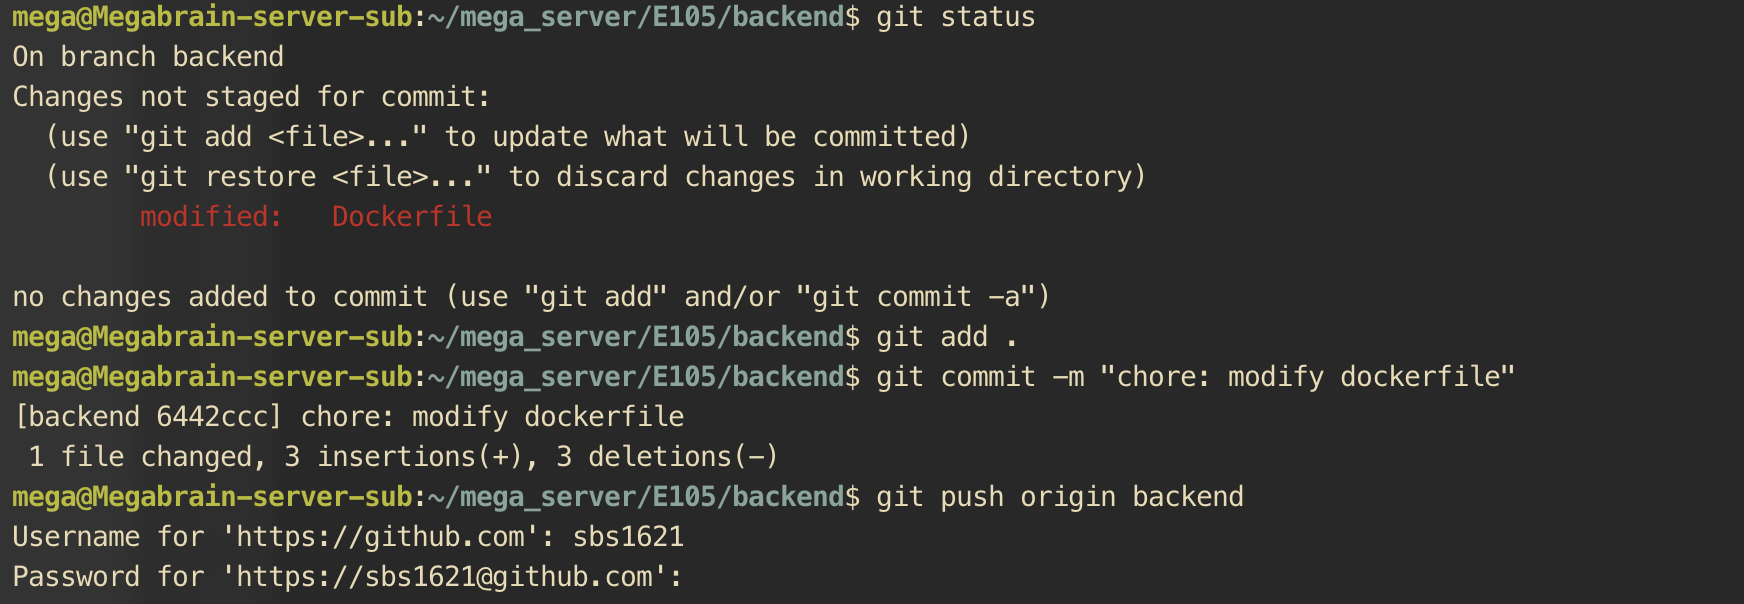 mega@Megabrain-server-sub:~/mega_server/E105/backend$ git status
On branch backend
Changes not staged for commit:
  (use "git add <file>..." to update what will be committed)
  (use "git restore <file>..." to discard changes in working directory)
        modified:   Dockerfile

no changes added to commit (use "git add" and/or "git commit -a")
mega@Megabrain-server-sub:~/mega_server/E105/backend$ git add .
mega@Megabrain-server-sub:~/mega_server/E105/backend$ git commit -m "chore: modify dockerfile"
[backend 6442ccc] chore: modify dockerfile
 1 file changed, 3 insertions(+), 3 deletions(-)
mega@Megabrain-server-sub:~/mega_server/E105/backend$ git push origin backend
Username for 'https://github.com': sbs1621
Password for 'https://sbs1621@github.com':